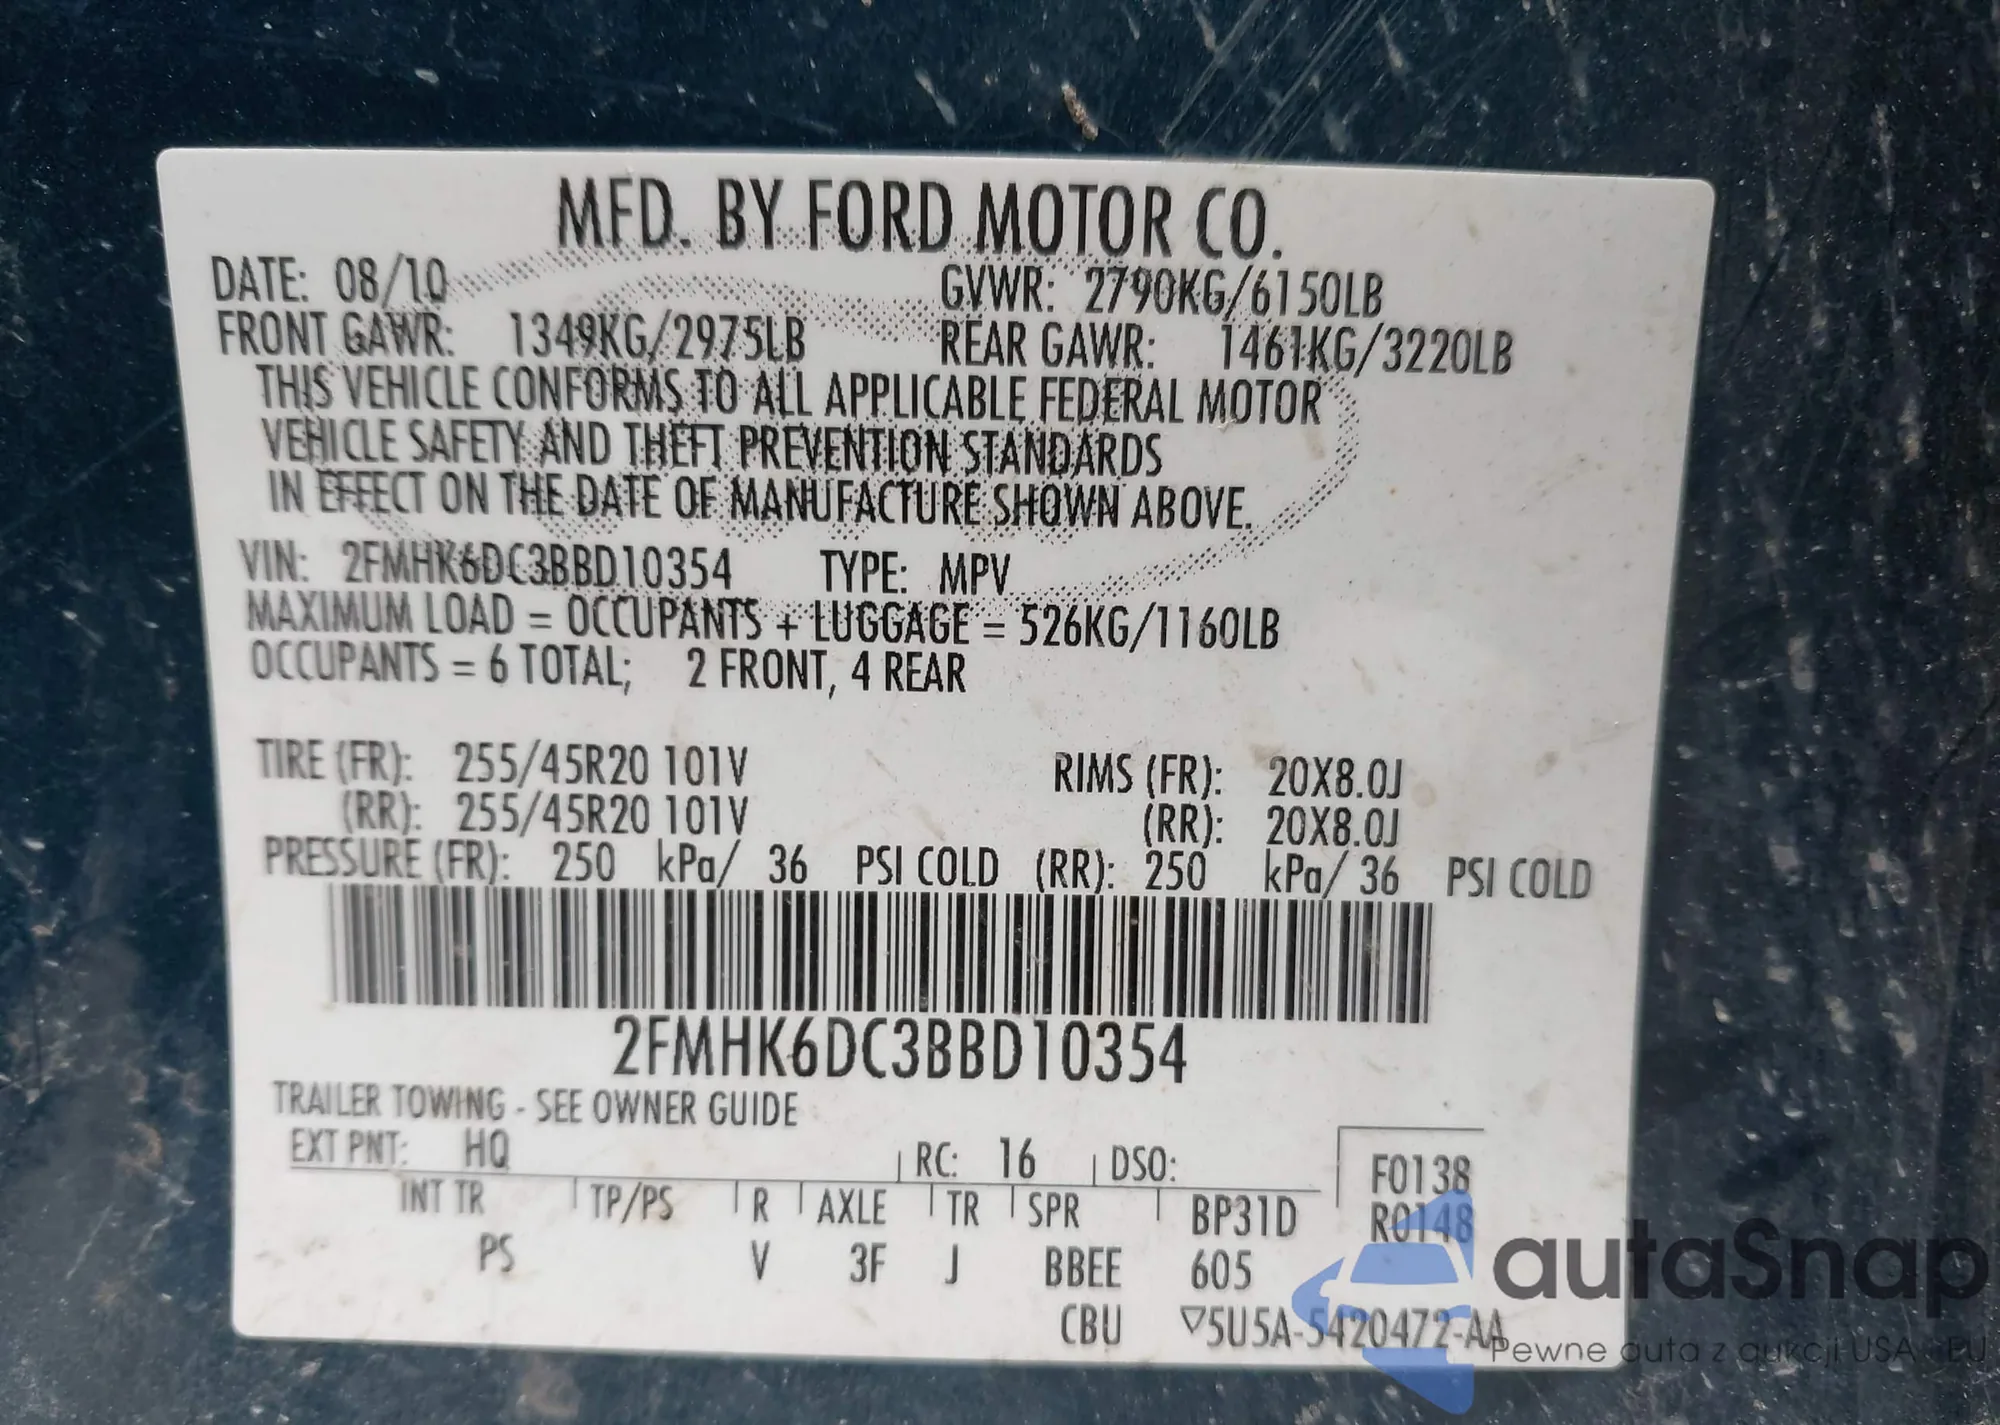 MFD. BY FORD MOTOR CO.
DATE: 08/10 GVWR: 2790KG/6150LB
FRONT GAWR: 1349KG/2975LB REAR GAWR: 1461KG/3220LB
THIS VEHICLE CONFORMS TO ALL APPLICABLE FEDERAL MOTOR
VEHICLE SAFETY AND THEFT PREVENTION STANDARDS
IN EFFECT ON THE DATE OF MANUFACTURE SHOWN ABOVE.
VIN: 2FMHK6DC3BBD10354 TYPE: MPV
MAXIMUM LOAD = OCCUPANTS + LUGGAGE = 526KG/1160LB
OCCUPANTS = 6 TOTAL; 2 FRONT, 4 REAR
TIRE (FR): 255/45R20 101V RIMS (FR): 20X8.0J
(RR): 255/45R20 101V (RR): 20X8.0J
PRESSURE (FR): 250 kPa/ 36 PSI COLD (RR): 250 kPa/ 36 PSI COLD
2FMHK6DC3BBD10354
TRAILER TOWING - SEE OWNER GUIDE
EXT PNT: HQ RC: 16 DSO: F0138
INT TR TP/PS R AXLE TR SPR BP31D R0148
PS V 3F J BBEE 605
CBU ▽5U5A-5420472-AA
autaSnap
Pewne auta z aukcji USA i EU